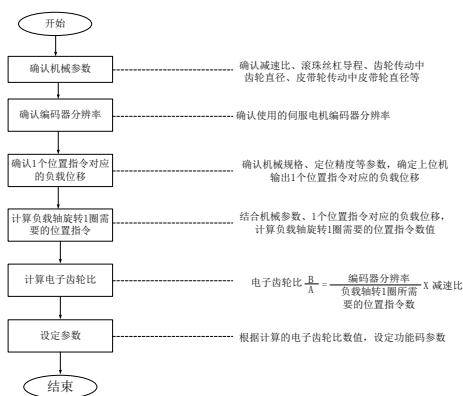 开始
确认机械参数
确认减速比、滚珠丝杠导程、齿轮传动中
齿轮直径、皮带轮传动中皮带轮直径等
确认编码器分辨率
确认使用的伺服电机编码器分辨率
确认1个位置指令对应
的负载位移
确认机械规格、定位精度等参数，确定上位机
输出1个位置指令对应的负载位移
计算负载轴旋转1圈需
要的位置指令
结合机械参数、1个位置指令对应的负载位移，
计算负载轴旋转1圈需要的位置指令数值
计算电子齿轮比
电子齿轮比 B/A = 编码器分辨率 X 减速比
负载轴转1圈所需
要的位置指令数
设定参数
根据计算的电子齿轮比数值，设定功能码参数
结束